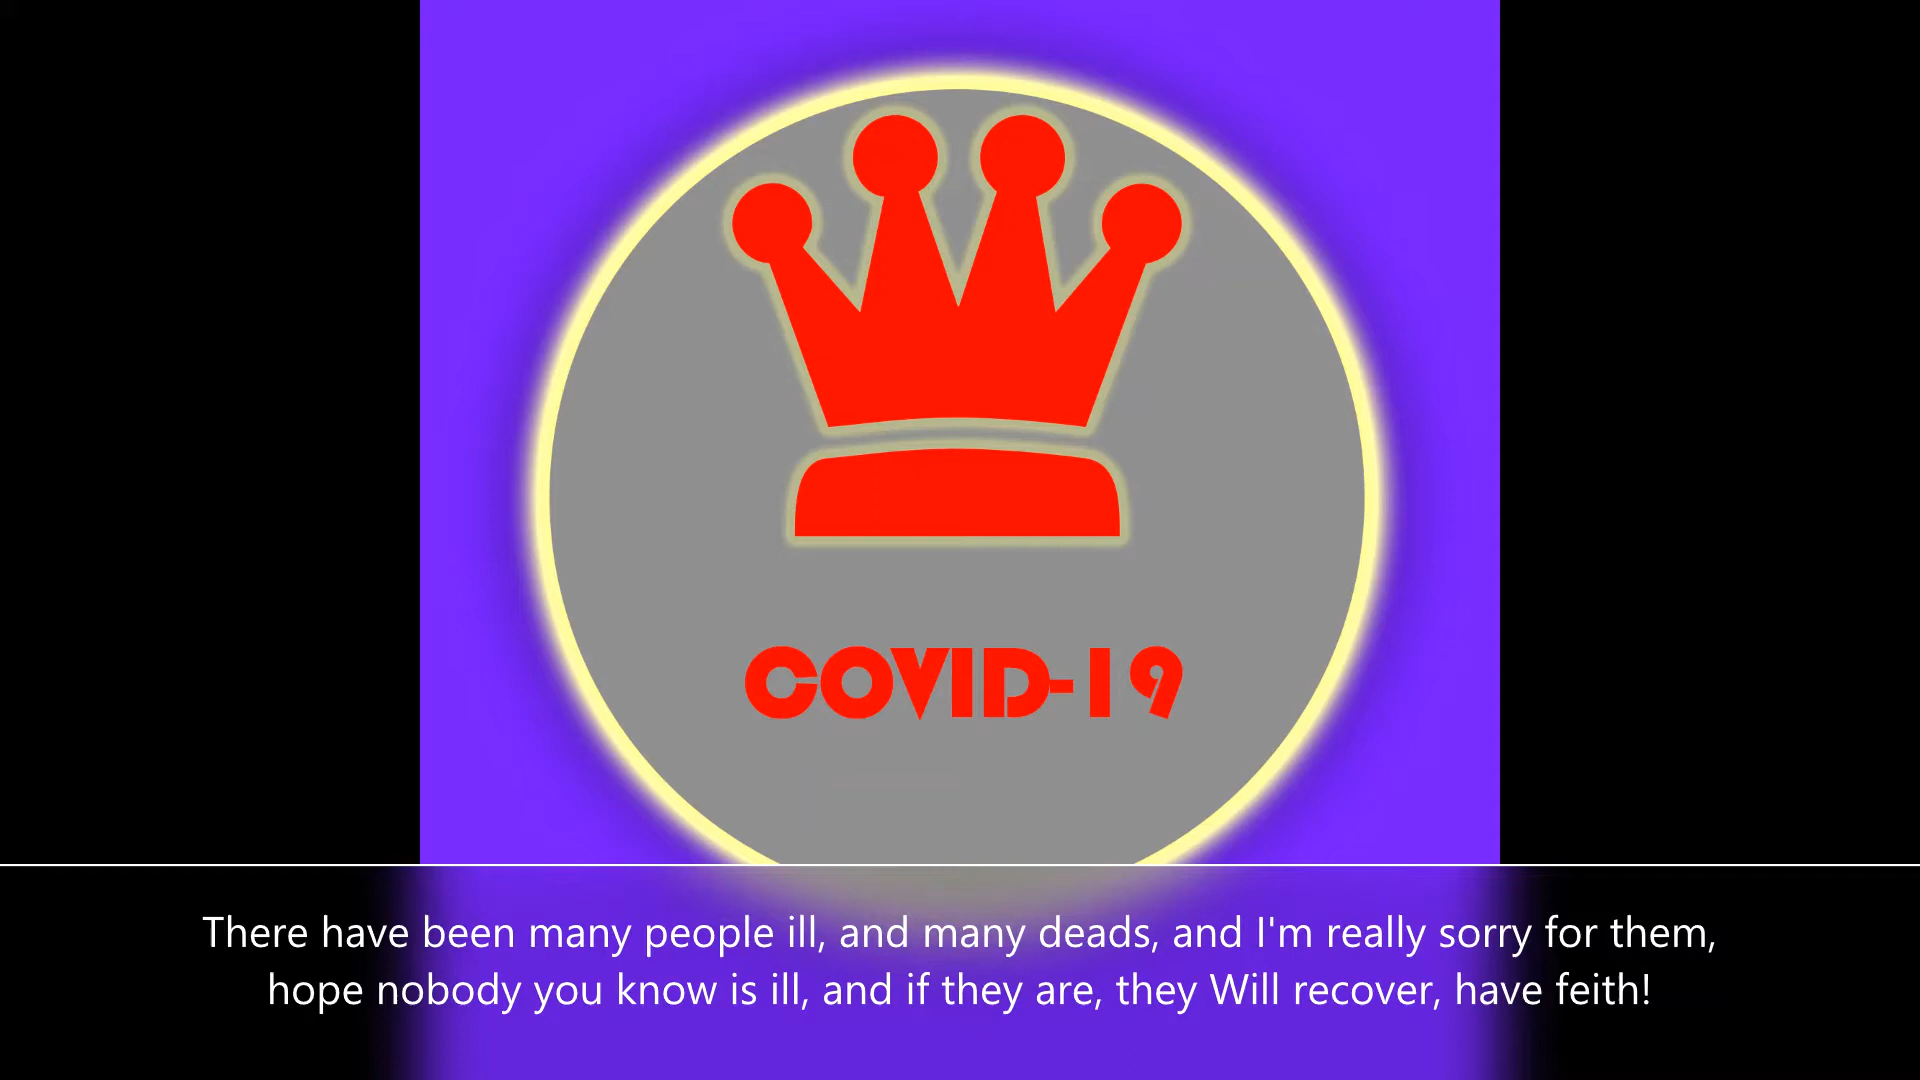 COVID-19
There have been many people ill, and many deads, and I'm really sorry for them,
hope nobody you know is ill, and if they are, they Will recover, have feith!